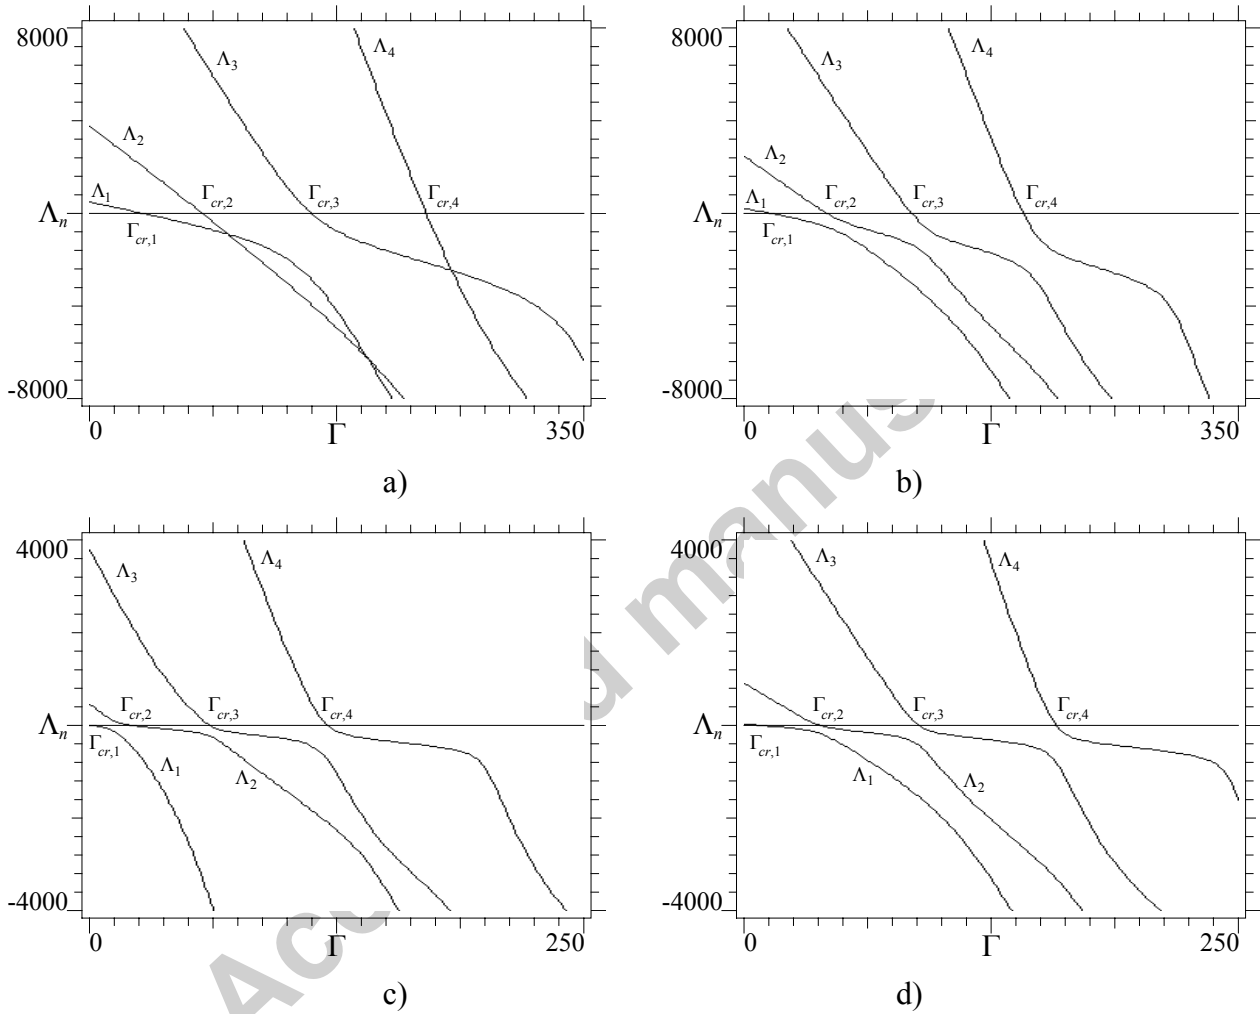 8000
Λ4
Λ3
Λ2
Λ1
Γcr,2
Γcr,3
Γcr,4
Λn
Γcr,1
-8000
0
Γ
350
a)
8000
Λ4
Λ3
Λ2
Λ1
Γcr,2
Γcr,3
Γcr,4
Λn
Γcr,1
-8000
0
Γ
350
b)
4000
Λ4
Λ3
Γcr,2
Γcr,3
Γcr,4
Λn
Γcr,1
Λ1
Λ2
-4000
0
Γ
250
c)
4000
Λ3
Λ4
Γcr,2
Γcr,3
Γcr,4
Λn
Γcr,1
Λ1
Λ2
-4000
0
Γ
250
d)